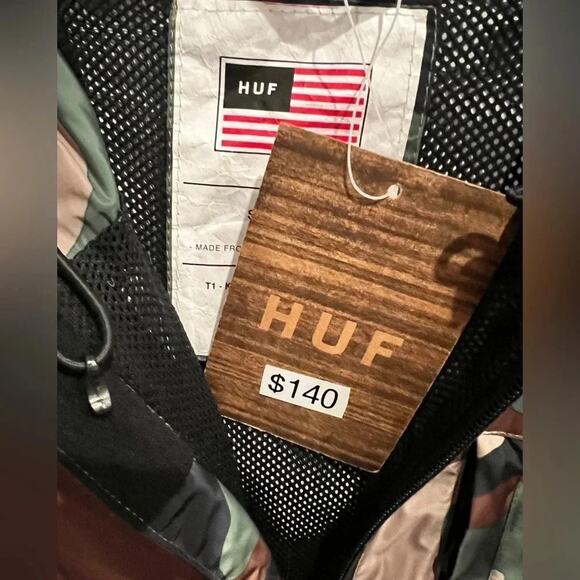 HUF
S
- MADE FRO
T1 - K
HUF
$140